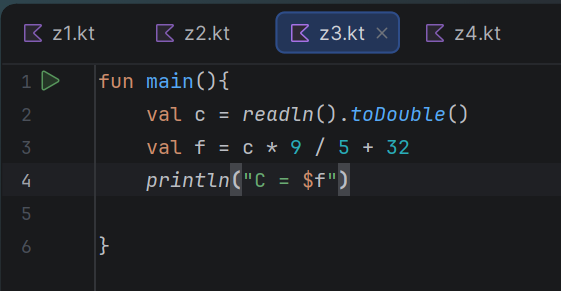 z1.kt z2.kt z3.kt z4.kt
1 fun main(){
2 val c = readln().toDouble()
3 val f = c * 9 / 5 + 32
4 println("C = $f")
5
6 }